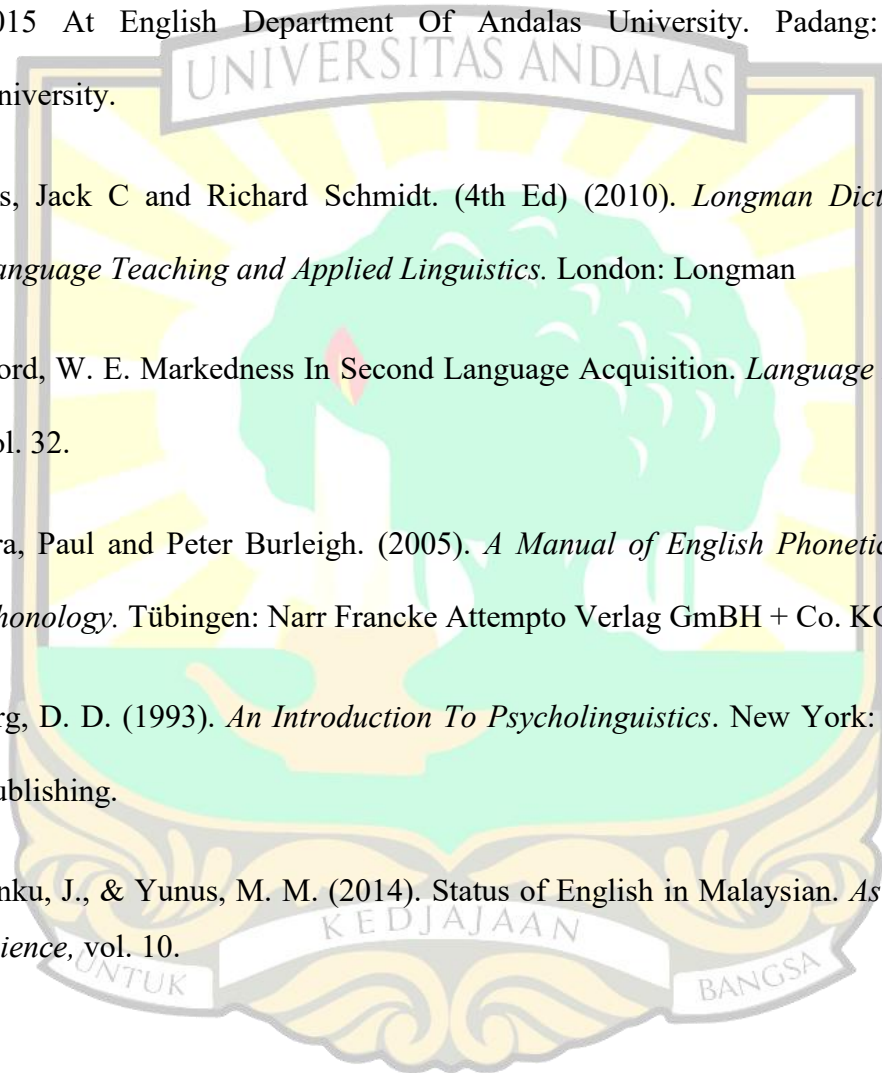 015 At English Department Of Andalas University. Padang:
UNIVERSITAS ANDALAS
niversity.
s, Jack C and Richard Schmidt. (4th Ed) (2010). Longman Dict
anguage Teaching and Applied Linguistics. London: Longman
ord, W. E. Markedness In Second Language Acquisition. Language
ol. 32.
ra, Paul and Peter Burleigh. (2005). A Manual of English Phonetic
honology. Tübingen: Narr Francke Attempto Verlag GmBH + Co. KG
rg, D. D. (1993). An Introduction To Psycholinguistics. New York:
ublishing.
nku, J., & Yunus, M. M. (2014). Status of English in Malaysian. As
ience, vol. 10.
KEDJAJAAN
UNTUK
BANGSA